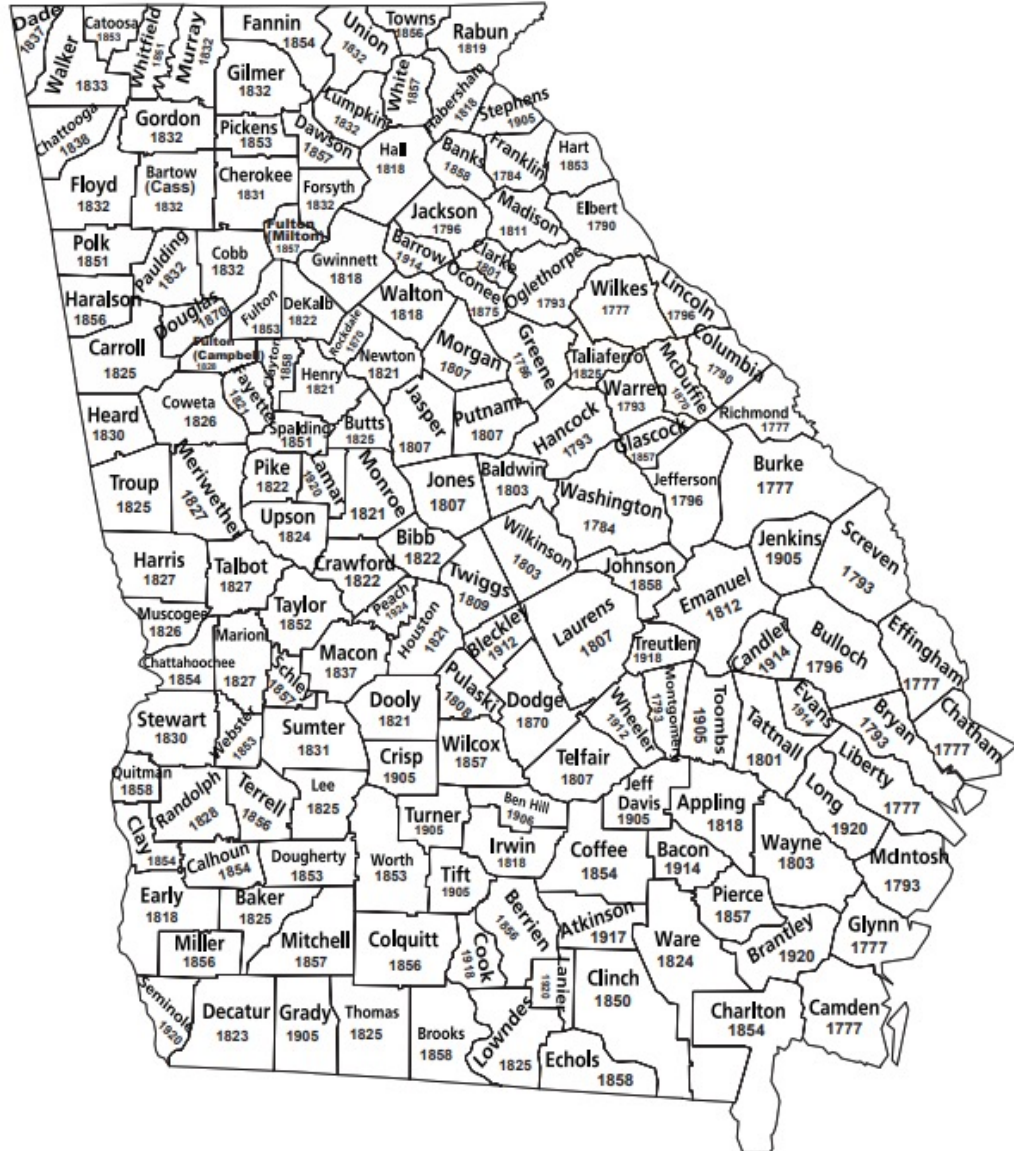 Dade
1837
Walker
1833
Catoosa
1853
Whitfield
1851
Murray
1832
Fannin
1854
Gilmer
1832
Union
1832
Towns
1856
Rabun
1819
White
1857
Habersham
1818
Stephens
1905
Lumpkin
1832
Chattooga
1838
Gordon
1832
Pickens
1853
Dawson
1857
Hall
1818
Banks
1858
Franklin
1784
Hart
1853
Floyd
1832
Bartow
(Cass)
1832
Cherokee
1831
Forsyth
1832
Jackson
1796
Madison
1811
Elbert
1790
Polk
1851
Paulding
1832
Cobb
1832
Fulton
(Milton)
1857
Gwinnett
1818
Barrow
1914
Clarke
1801
Oconee
1875
Oglethorpe
1793
Wilkes
1777
Lincoln
1796
Haralson
1856
Douglas
1870
Fulton
1853
DeKalb
1822
Rockdale
1870
Walton
1818
Morgan
1807
Greene
1786
Taliaferro
1825
McDuffie
1870
Columbia
1790
Carroll
1825
Fulton
(Campbell)
1828
Clayton
1858
Henry
1821
Newton
1821
Warren
1793
Richmond
1777
Heard
1830
Coweta
1826
Fayette
1821
Spalding
1851
Butts
1825
Jasper
1807
Putnam
1807
Hancock
1793
Glascock
1857
Jefferson
1796
Burke
1777
Troup
1825
Meriwether
1827
Pike
1822
Lamar
1920
Monroe
1821
Jones
1807
Baldwin
1803
Washington
1784
Upson
1824
Bibb
1822
Wilkinson
1803
Jenkins
1905
Screven
1793
Harris
1827
Talbot
1827
Crawford
1822
Twiggs
1809
Johnson
1858
Emanuel
1812
Muscogee
1826
Taylor
1852
Peach
1924
Houston
1821
Bleckley
1912
Laurens
1807
Treutlen
1918
Candler
1914
Bulloch
1796
Effingham
1777
Chattahoochee
1854
Marion
1827
Schley
1857
Macon
1837
Dooly
1821
Pulaski
1808
Dodge
1870
Wheeler
1912
Montgomery
1793
Toombs
1905
Tattnall
1801
Evans
1914
Bryan
1793
Chatham
1777
Stewart
1830
Webster
1853
Sumter
1831
Crisp
1905
Wilcox
1857
Telfair
1807
Liberty
1777
Long
1920
Quitman
1858
Randolph
1828
Terrell
1856
Lee
1825
Turner
1905
Ben Hill
1906
Jeff
Davis
1905
Appling
1818
Wayne
1803
McIntosh
1793
Clay
1854
Calhoun
1854
Dougherty
1853
Worth
1853
Tift
1905
Irwin
1818
Coffee
1854
Bacon
1914
Pierce
1857
Early
1818
Baker
1825
Miller
1856
Mitchell
1857
Colquitt
1856
Cook
1918
Berrien
1856
Atkinson
1917
Ware
1824
Brantley
1920
Glynn
1777
Seminole
1920
Decatur
1823
Grady
1905
Thomas
1825
Brooks
1858
Lowndes
1825
Lanier
1920
Clinch
1850
Echols
1858
Charlton
1854
Camden
1777